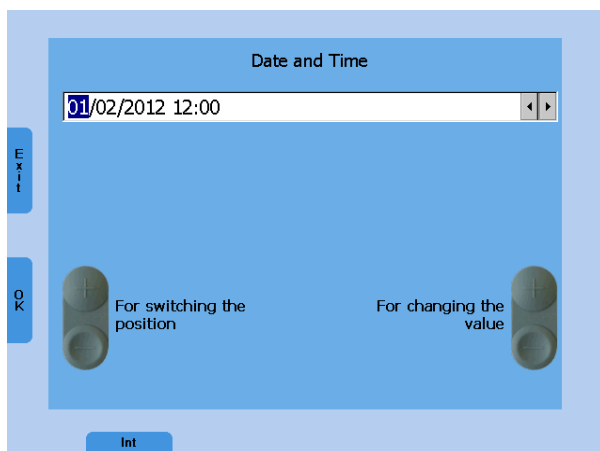 Date and Time
01/02/2012 12:00
Exit
OK
For switching the
position
For changing the
value
Int